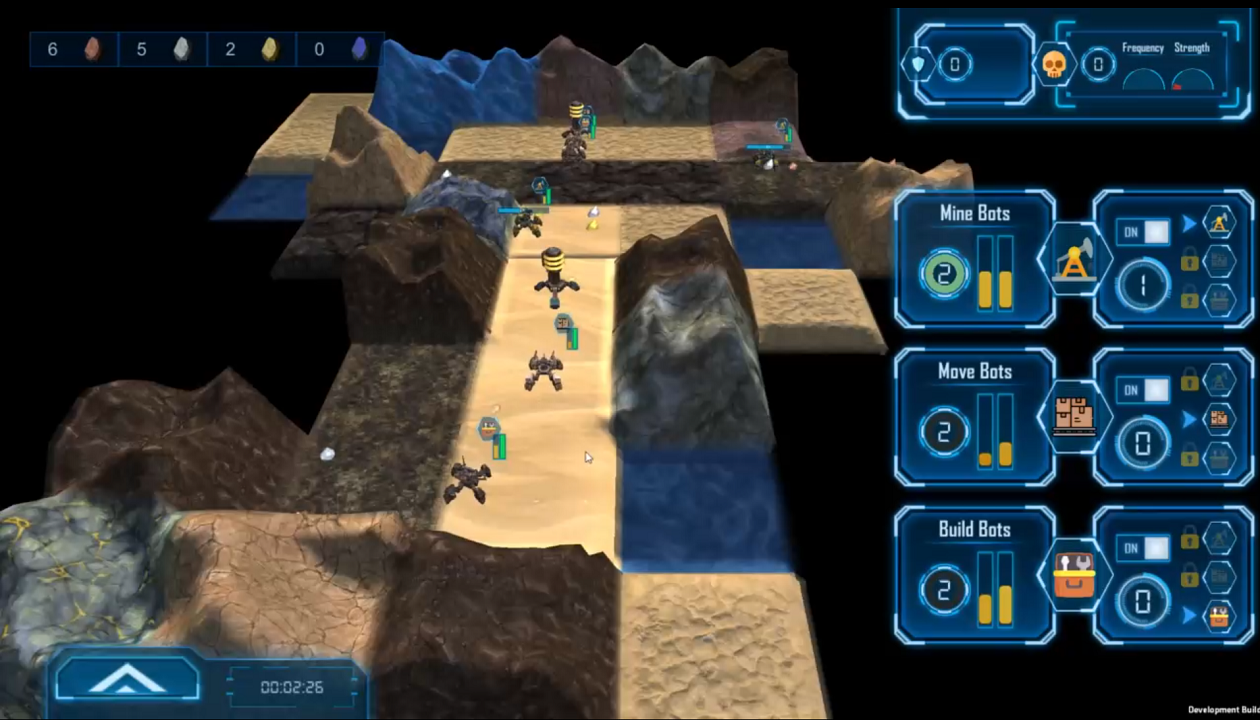 6 5 2 0
0 0 Frequency Strength
Mine Bots
2 ON 1
Move Bots
2 ON 0
Build Bots
2 ON 0
00:02:26
Development Build